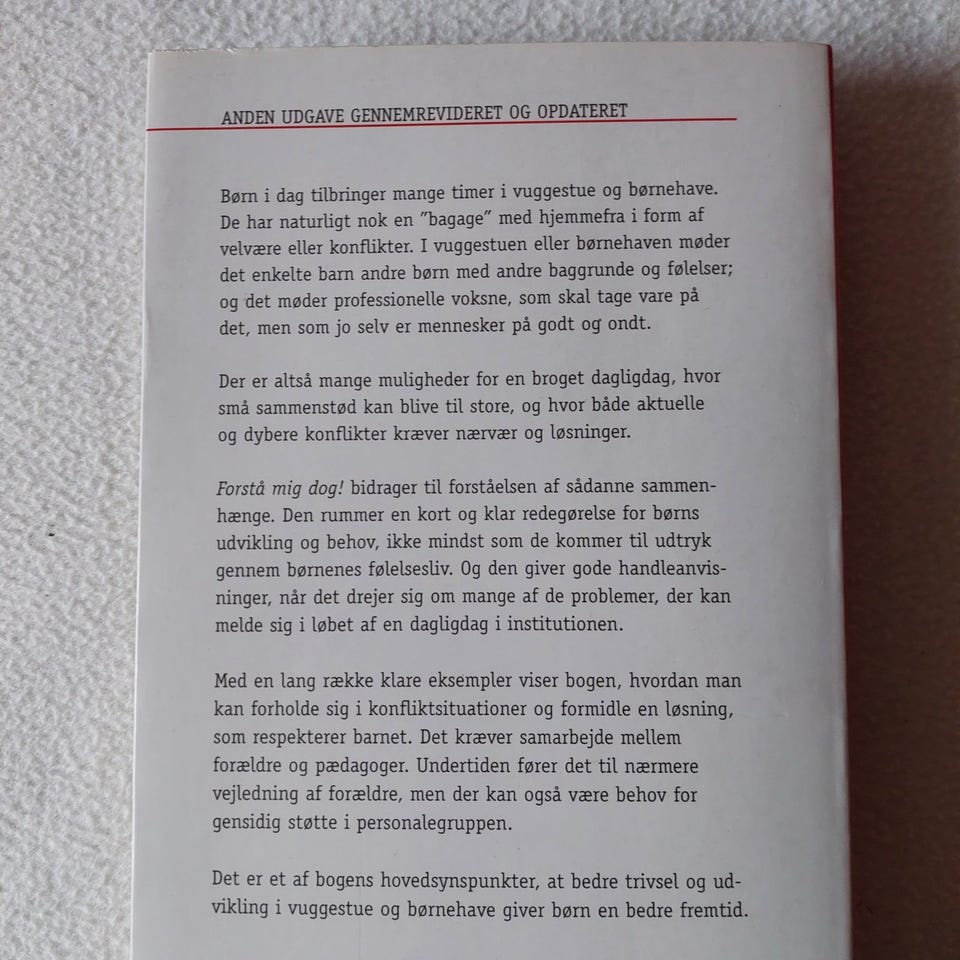 ANDEN UDGAVE GENNEMREVIDERET OG OPDATERET
Børn i dag tilbringer mange timer i vuggestue og børnehave.
De har naturligt nok en "bagage" med hjemmefra i form af
velvære eller konflikter. I vuggestuen eller børnehaven møder
det enkelte barn andre børn med andre baggrunde og følelser;
og det møder professionelle voksne, som skal tage vare på
det, men som jo selv er mennesker på godt og ondt.
Der er altså mange muligheder for en broget dagligdag, hvor
små sammenstød kan blive til store, og hvor både aktuelle
og dybere konflikter kræver nærvær og løsninger.
Forstå mig dog! bidrager til forståelsen af sådanne sammen-
hænge. Den rummer en kort og klar redegørelse for børns
udvikling og behov, ikke mindst som de kommer til udtryk
gennem børnenes følelsesliv. Og den giver gode handleanvis-
ninger, når det drejer sig om mange af de problemer, der kan
melde sig i løbet af en dagligdag i institutionen.
Med en lang række klare eksempler viser bogen, hvordan man
kan forholde sig i konfliktsituationer og formidle en løsning,
som respekterer barnet. Det kræver samarbejde mellem
forældre og pædagoger. Undertiden fører det til nærmere
vejledning af forældre, men der kan også være behov for
gensidig støtte i personalegruppen.
Det er et af bogens hovedsynspunkter, at bedre trivsel og ud-
vikling i vuggestue og børnehave giver børn en bedre fremtid.